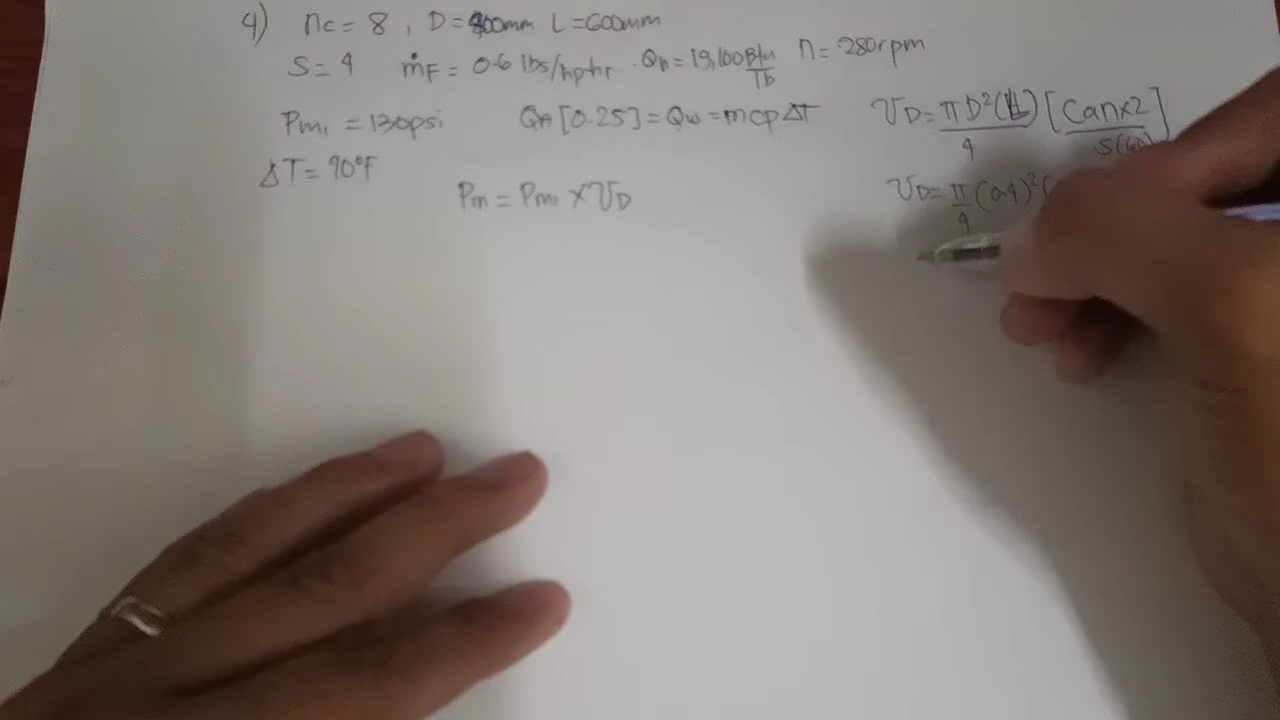 4) nc = 8 , D = 400mm L = 600mm
S = 4 ṁF = 0.6 lbs/hp-hr . Qh = 19,100 Btu/lb n = 280rpm
Pmi = 130psi QA [0.25] = Qw = mcpΔT VD = πD²(L)/4 [Canx2/S(60)]
ΔT = 90°F
Pin = Pmi × VD VD = π/4 (0.4)² (